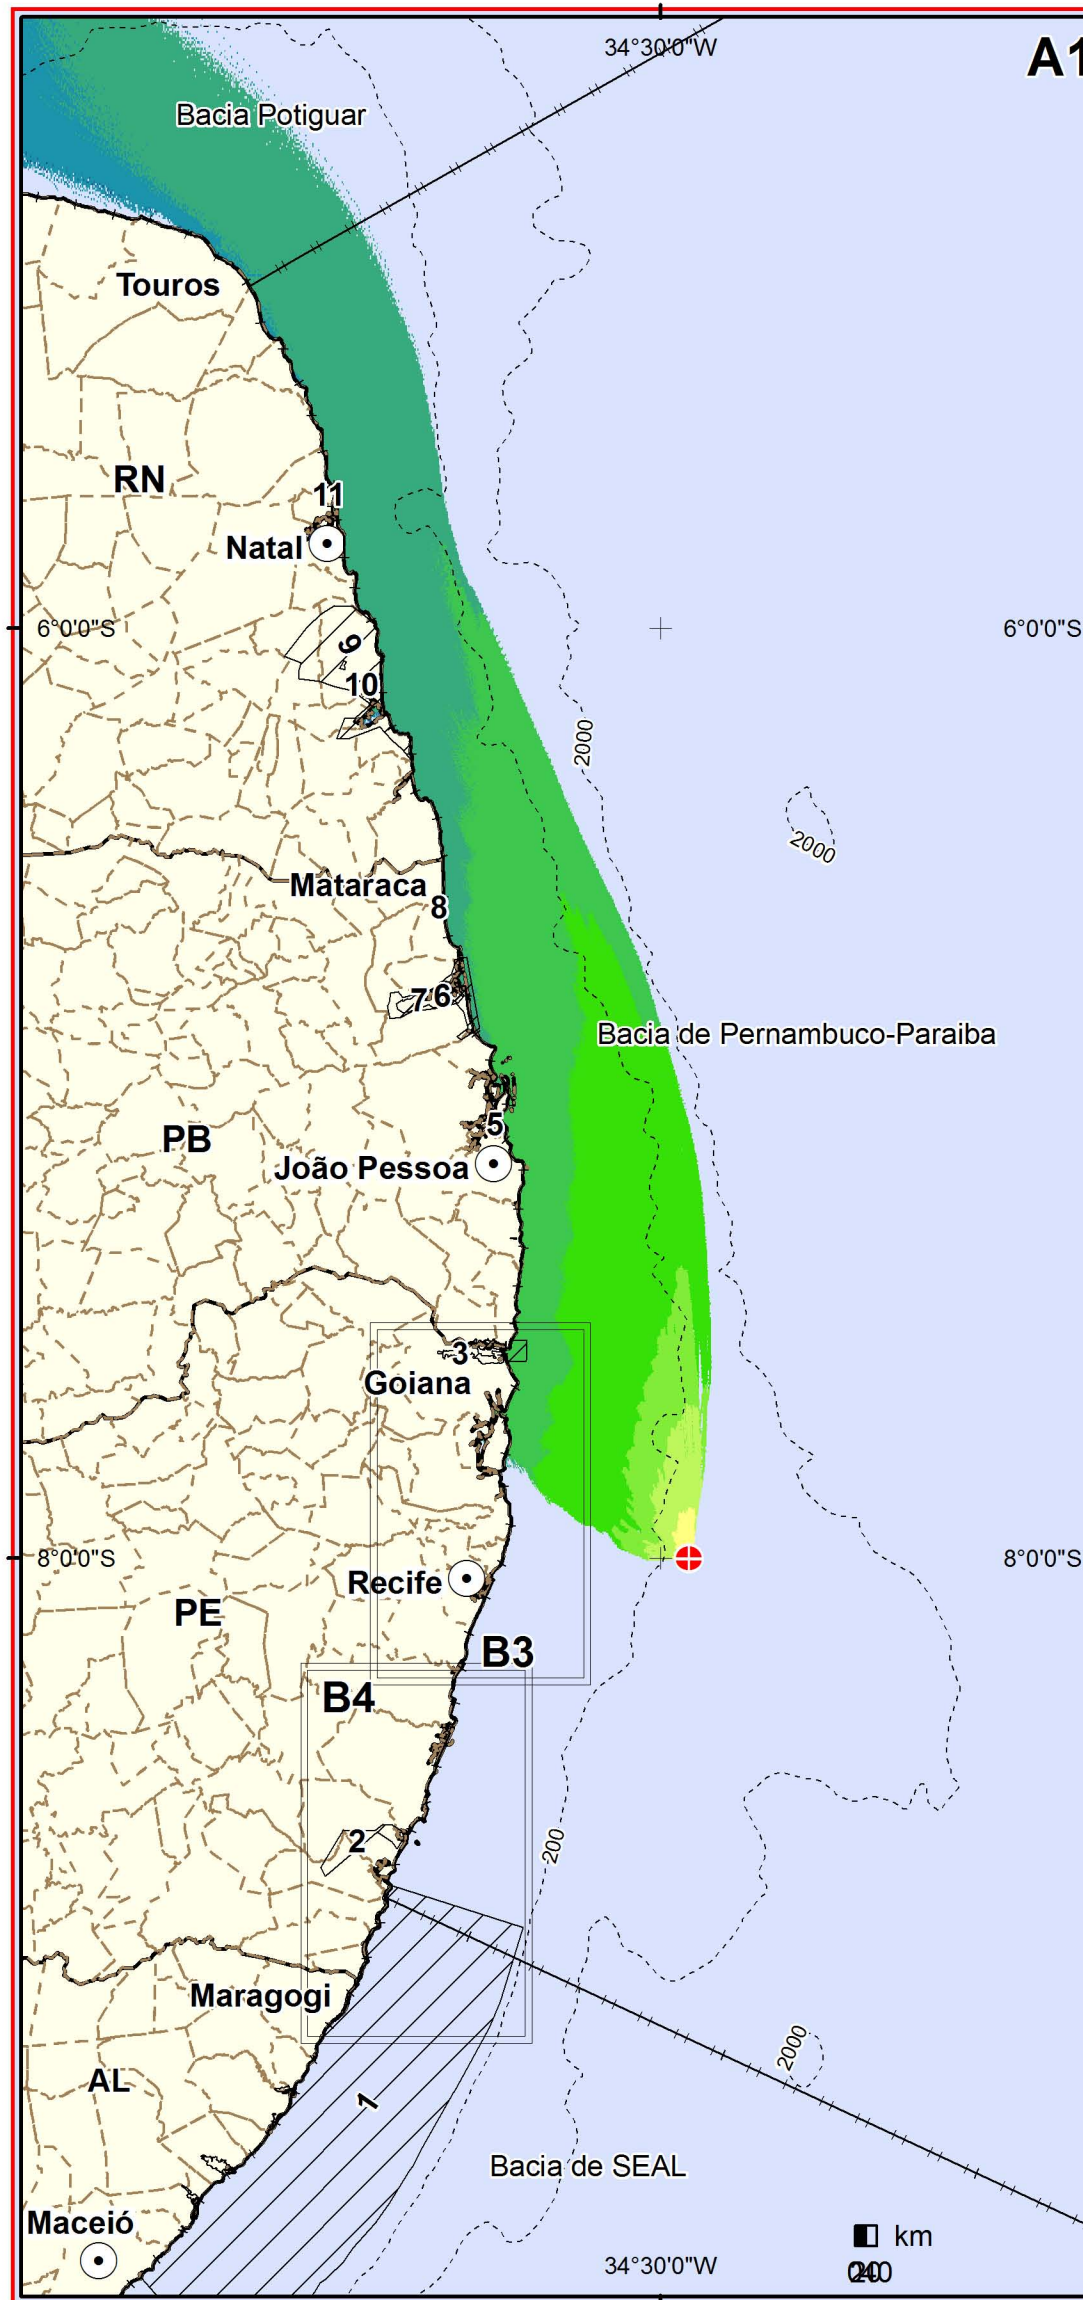 34°30'0"W
A1
Bacia Potiguar
Touros
RN
11
Natal
6°0'0"S
6°0'0"S
9
10
2000
2000
Mataraca
8
7
6
Bacia de Pernambuco-Paraiba
5
PB
João Pessoa
3
Goiana
8°0'0"S
8°0'0"S
Recife
PE
B3
B4
2
200
Maragogi
2000
AL
1
Bacia de SEAL
Maceió
km
34°30'0"W